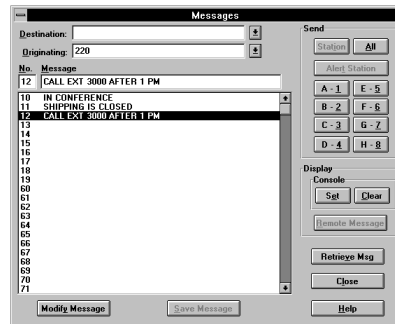 Messages
Destination:
Originating: 220
No. Message
12 CALL EXT 3000 AFTER 1 PM
10 IN CONFERENCE
11 SHIPPING IS CLOSED
12 CALL EXT 3000 AFTER 1 PM
13
14
15
16
17
18
19
60
61
62
63
64
65
66
67
68
69
70
71
Modify Message
Save Message
Send
Station
All
Alert Station
A - 1
E - 5
B - 2
F - 6
C - 3
G - 7
D - 4
H - 8
Display
Console
Set
Clear
Remote Message
Retrieve Msg
Close
Help